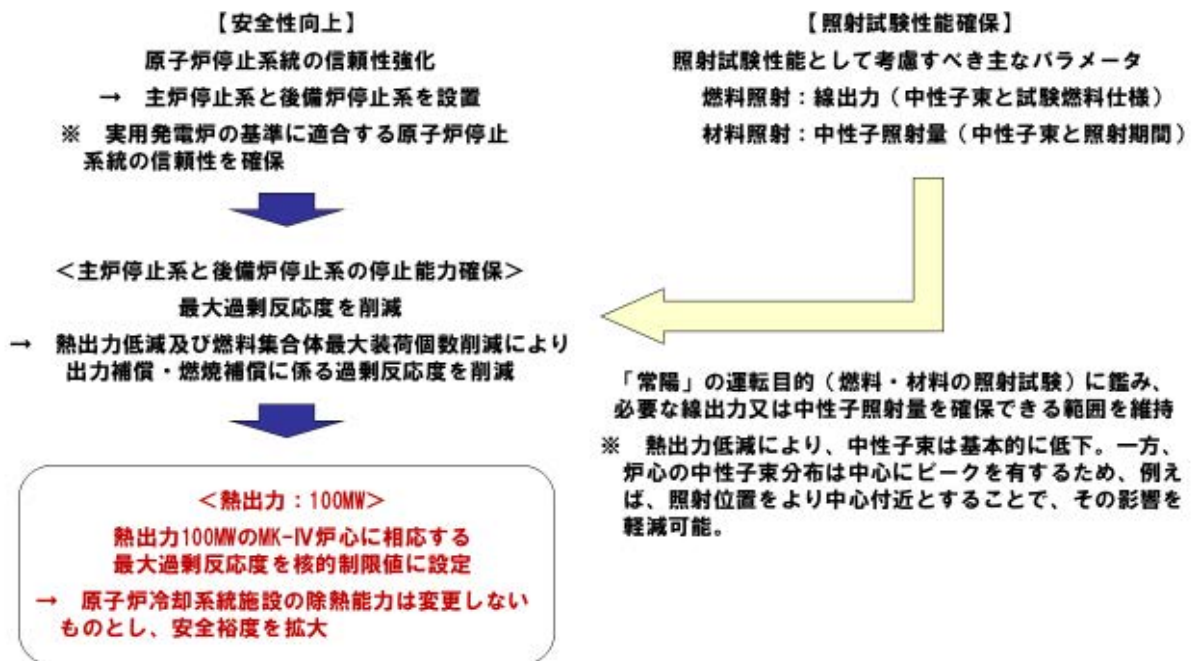 【安全性向上】
原子炉停止系統の信頼性強化
→ 主炉停止系と後備炉停止系を設置
※ 実用発電炉の基準に適合する原子炉停止
系統の信頼性を確保
<主炉停止系と後備炉停止系の停止能力確保>
最大過剰反応度を削減
→ 熱出力低減及び燃料集合体最大装荷個数削減により
出力補償・燃焼補償に係る過剰反応度を削減
<熱出力:100MW>
熱出力100MWのMK-Ⅳ炉心に相応する
最大過剰反応度を核的制限値に設定
→ 原子炉冷却系統施設の除熱能力は変更しない
ものとし、安全裕度を拡大
【照射試験性能確保】
照射試験性能として考慮すべき主なパラメータ
燃料照射:線出力(中性子束と試験燃料仕様)
材料照射:中性子照射量(中性子束と照射期間)
「常陽」の運転目的(燃料・材料の照射試験)に鑑み、
必要な線出力又は中性子照射量を確保できる範囲を維持
※ 熱出力低減により、中性子束は基本的に低下。一方、
炉心の中性子束分布は中心にピークを有するため、例え
ば、照射位置をより中心付近とすることで、その影響を
軽減可能。